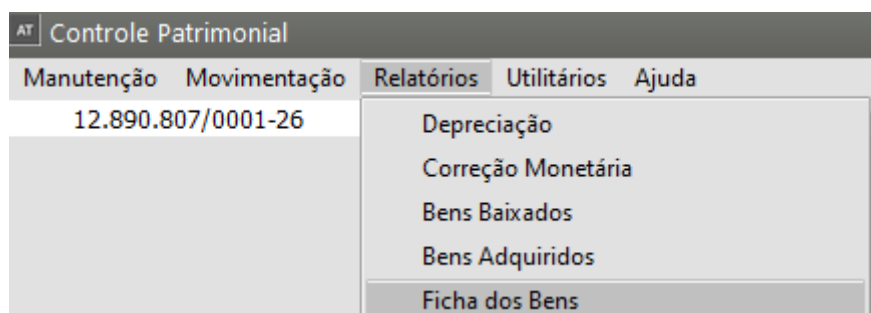 AT Controle Patrimonial
Manutenção Movimentação Relatórios Utilitários Ajuda
12.890.807/0001-26
Depreciação
Correção Monetária
Bens Baixados
Bens Adquiridos
Ficha dos Bens